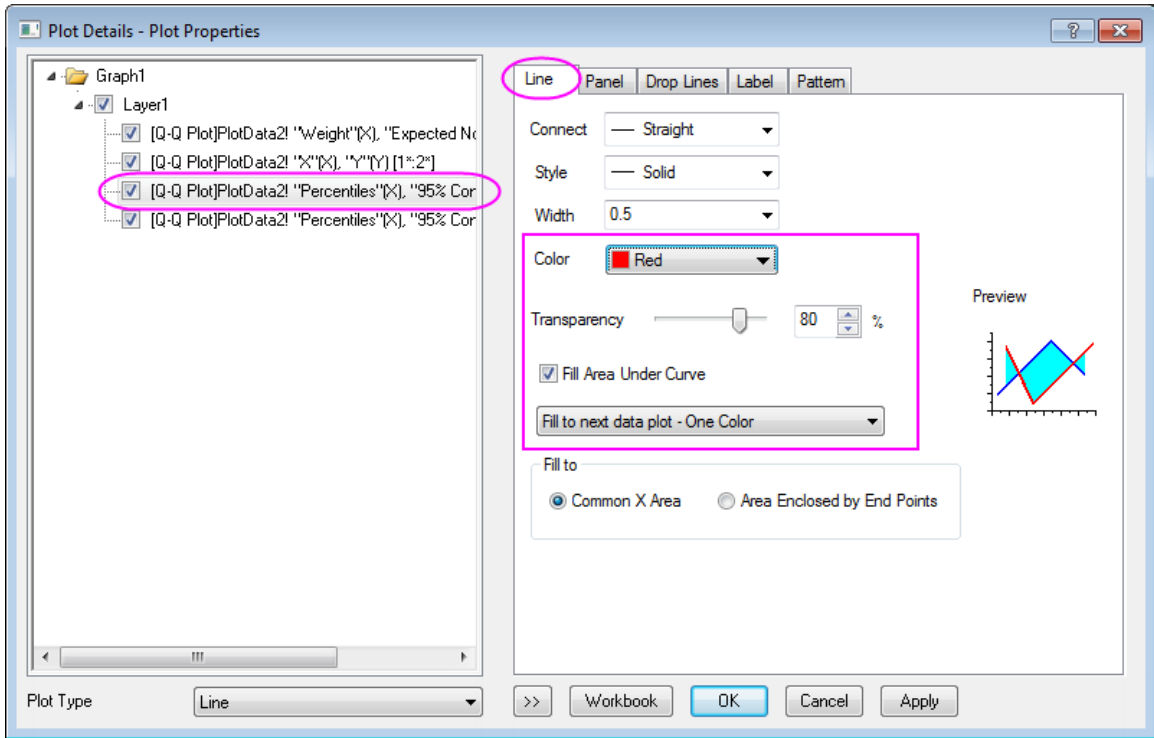 Plot Details - Plot Properties
Graph1
Layer1
[Q-Q Plot]PlotData2! "Weight"(X), "Expected No
[Q-Q Plot]PlotData2! "X"(X), "Y"(Y) [1*:2*]
[Q-Q Plot]PlotData2! "Percentiles"(X), "95% Con
[Q-Q Plot]PlotData2! "Percentiles"(X), "95% Con
Plot Type
Line
Line Panel Drop Lines Label Pattern
Connect Straight
Style Solid
Width 0.5
Color Red
Transparency 80 %
Fill Area Under Curve
Fill to next data plot - One Color
Fill to
Common X Area Area Enclosed by End Points
Preview
>> Workbook OK Cancel Apply